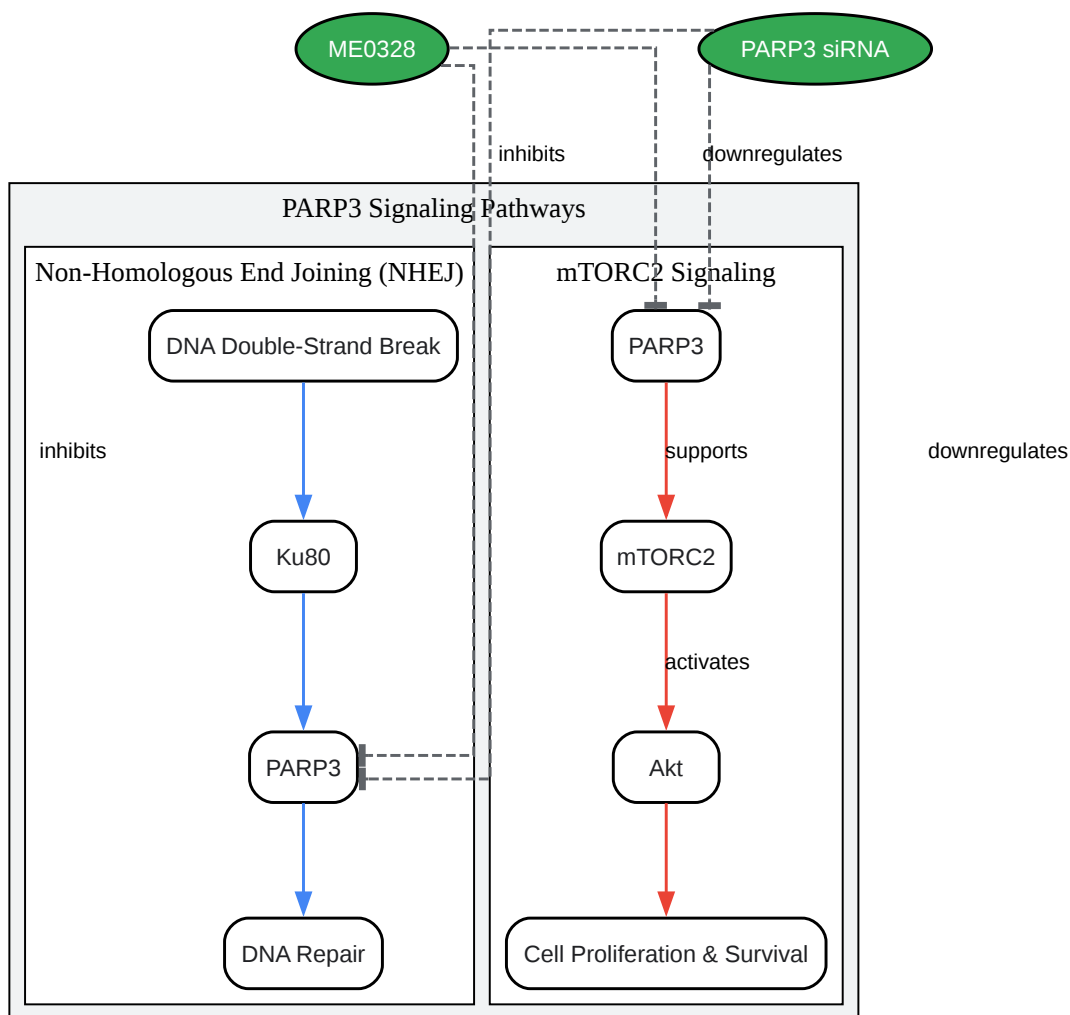 ME0328
PARP3 siRNA
inhibits
downregulates
PARP3 Signaling Pathways
Non-Homologous End Joining (NHEJ)
mTORC2 Signaling
DNA Double-Strand Break
PARP3
inhibits
supports
downregulates
Ku80
mTORC2
activates
PARP3
Akt
DNA Repair
Cell Proliferation & Survival